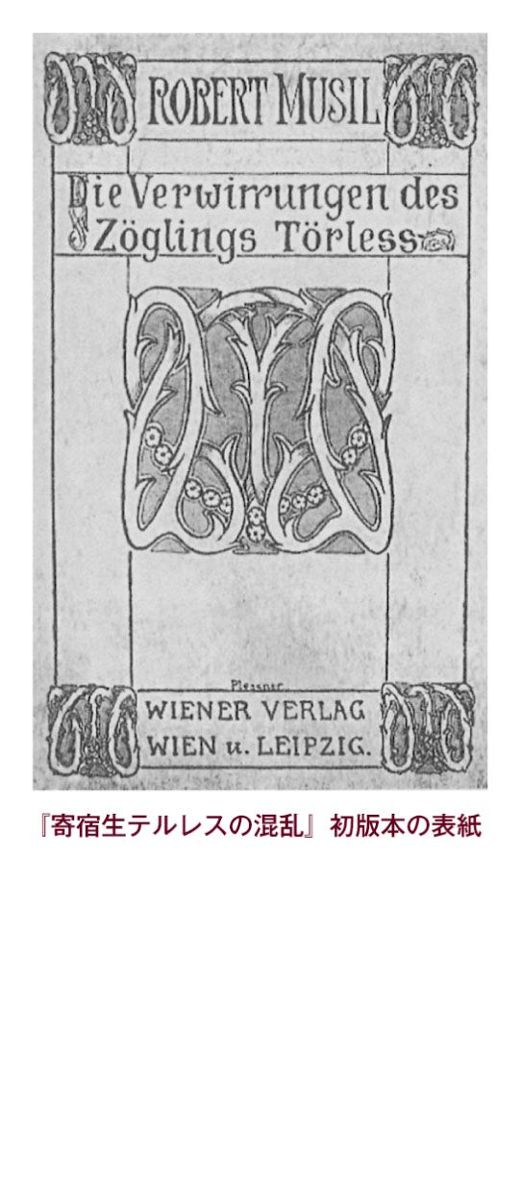 ROBERT MUSIL
Die Verwirrungen des
Zöglings Törless
Plessner
WIENER VERLAG
WIEN u. LEIPZIG.
『寄宿生テルレスの混乱』 初版本の表紙